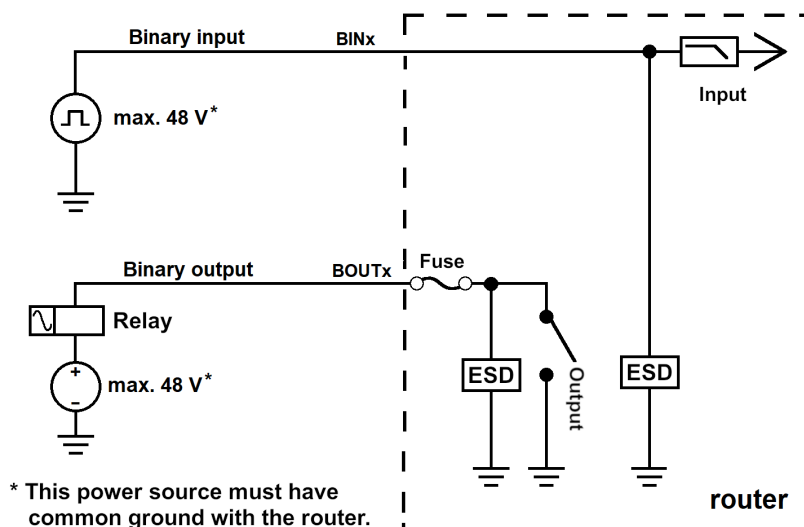 Binary input
BINx
Input
max. 48 V*
Binary output
BOUTx
Fuse
Relay
+
max. 48 V*
−
ESD
Output
ESD
* This power source must have
common ground with the router.
router